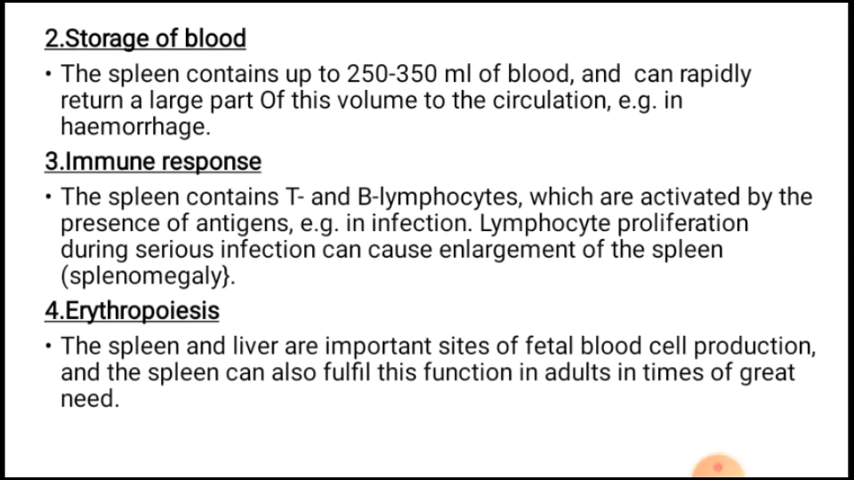 2.Storage of blood
• The spleen contains up to 250-350 ml of blood, and can rapidly
return a large part Of this volume to the circulation, e.g. in
haemorrhage.
3.Immune response
• The spleen contains T- and B-lymphocytes, which are activated by the
presence of antigens, e.g. in infection. Lymphocyte proliferation
during serious infection can cause enlargement of the spleen
(splenomegaly}.
4.Erythropoiesis
• The spleen and liver are important sites of fetal blood cell production,
and the spleen can also fulfil this function in adults in times of great
need.